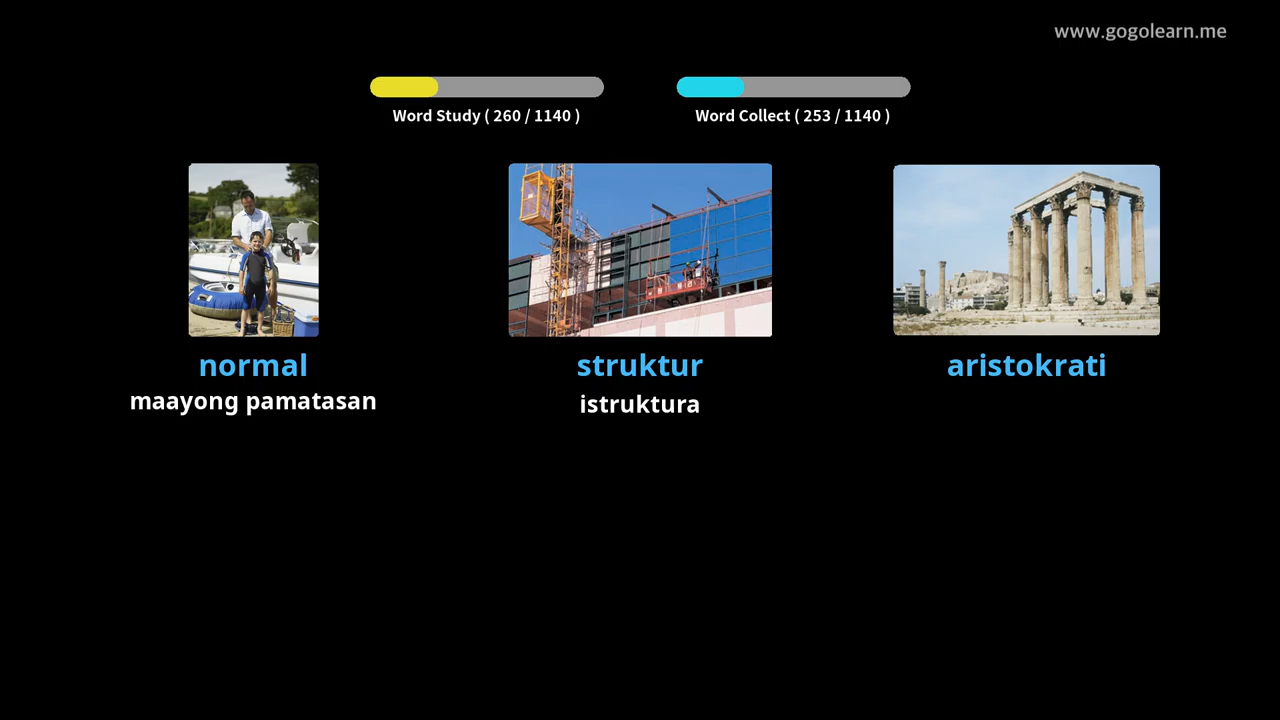 www.gogolearn.me
Word Study ( 260 / 1140 )
Word Collect ( 253 / 1140 )
normal
struktur
aristokrati
maayong pamatasan
istruktura